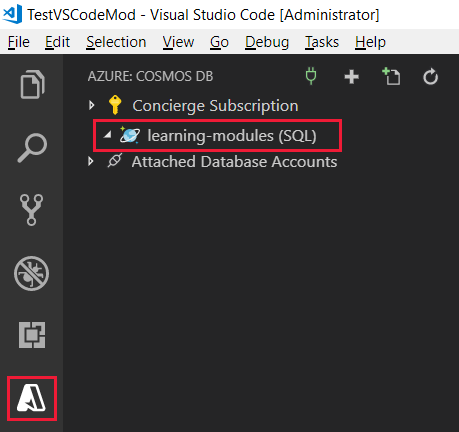 TestVSCodeMod - Visual Studio Code [Administrator]
File Edit Selection View Go Debug Tasks Help
AZURE: COSMOS DB
Concierge Subscription
learning-modules (SQL)
Attached Database Accounts